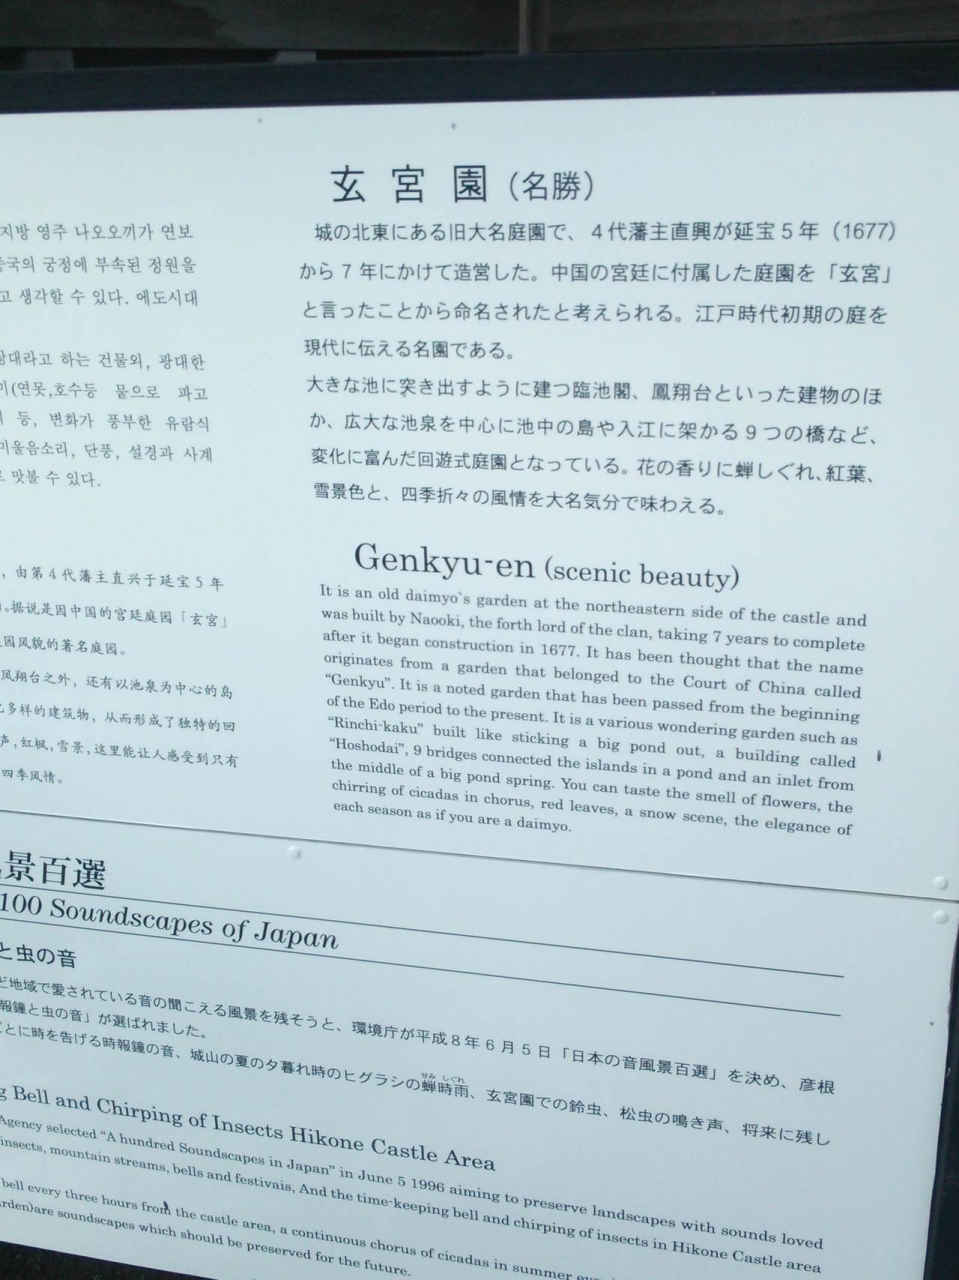 지방 영주 나오오끼가 연보
중국의 궁정에 부속된 정원을
고 생각할 수 있다. 에도시대
상대라고 하는 건물외, 광대한
미(연못,호수등 물으로 파고
등, 변화가 풍부한 유람식
미울음소리, 단풍, 설경과 사계
맛볼 수 있다.
, 由第4代藩主直兴于延宝5年
。据说是因中国的宫廷庭园「玄宮」
园风貌的著名庭园。
凤翔台之外，还有以池泉为中心的岛
多样的建筑物，从而形成了独特的回
声,红枫,雪景,这里能让人感受到只有
四季风情。
玄宮園（名勝）
城の北東にある旧大名庭園で、4代藩主直興が延宝5年（1677）
から7年にかけて造営した。中国の宮廷に付属した庭園を「玄宮」
と言ったことから命名されたと考えられる。江戸時代初期の庭を
現代に伝える名園である。
大きな池に突き出すように建つ臨池閣、鳳翔台といった建物のほ
か、広大な池泉を中心に池中の島や入江に架かる9つの橋など、
変化に富んだ回遊式庭園となっている。花の香りに蝉しぐれ、紅葉、
雪景色と、四季折々の風情を大名気分で味わえる。
Genkyu-en (scenic beauty)
It is an old daimyo`s garden at the northeastern side of the castle and
was built by Naooki, the forth lord of the clan, taking 7 years to complete
after it began construction in 1677. It has been thought that the name
originates from a garden that belonged to the Court of China called
“Genkyu”. It is a noted garden that has been passed from the beginning
of the Edo period to the present. It is a various wondering garden such as
“Rinchi-kaku” built like sticking a big pond out, a building called
“Hoshodai”, 9 bridges connected the islands in a pond and an inlet from
the middle of a big pond spring. You can taste the smell of flowers, the
chirring of cicadas in chorus, red leaves, a snow scene, the elegance of
each season as if you are a daimyo.
景百選
100 Soundscapes of Japan
と虫の音
ど地域で愛されている音の聞こえる風景を残そうと、環境庁が平成8年6月5日「日本の音風景百選」を決め、彦根
報鐘と虫の音」が選ばれました。
ごとに時を告げる時報鐘の音、城山の夏の夕暮れ時のヒグラシの蝉時雨、玄宮園での鈴虫、松虫の鳴き声、将来に残し
せみ しぐれ
g Bell and Chirping of Insects Hikone Castle Area
Agency selected “A hundred Soundscapes in Japan” in June 5 1996 aiming to preserve landscapes with sounds loved
insects, mountain streams, bells and festivais, And the time-keeping bell and chirping of insects in Hikone Castle area
bell every three hours from the castle area, a continuous chorus of cicadas in summer
arden)are soundscapes which should be preserved for the future.